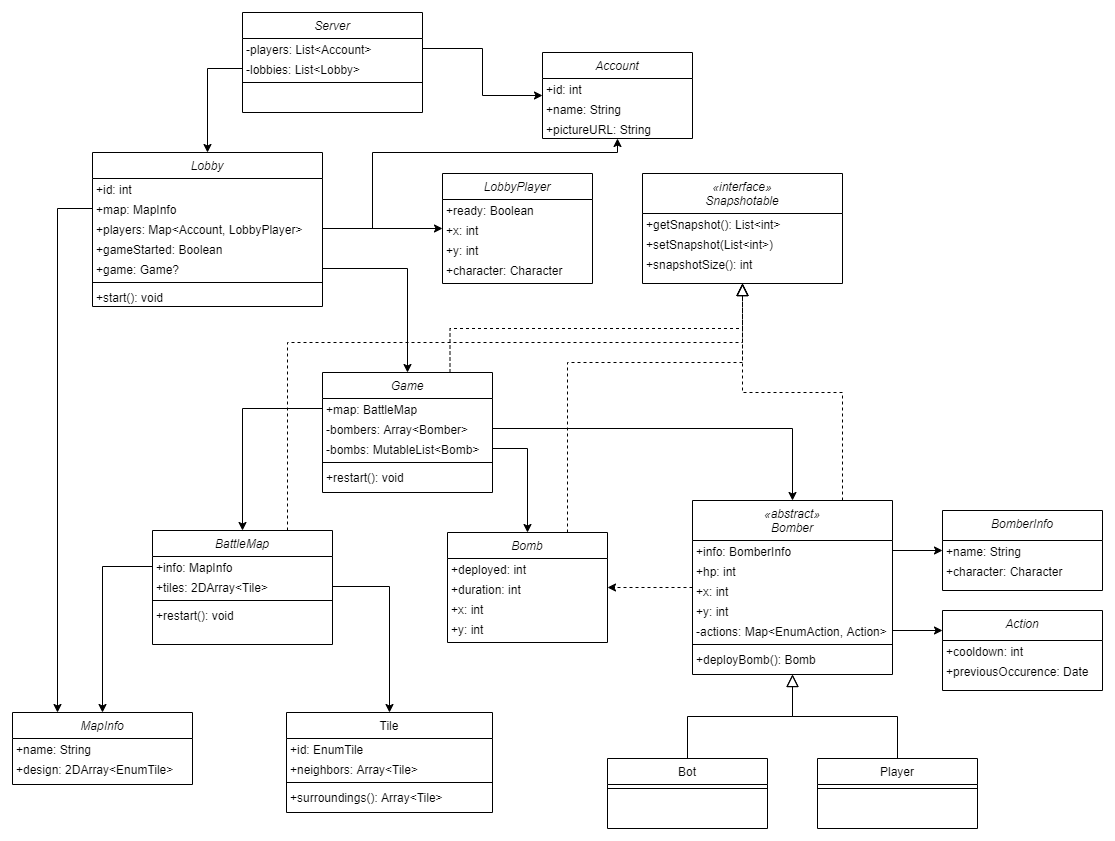 Server
-players: List<Account>
-lobbies: List<Lobby>
Account
+id: int
+name: String
+pictureURL: String
Lobby
+id: int
+map: MapInfo
+players: Map<Account, LobbyPlayer>
+gameStarted: Boolean
+game: Game?
+start(): void
LobbyPlayer
+ready: Boolean
+x: int
+y: int
+character: Character
«interface»
Snapshotable
+getSnapshot(): List<int>
+setSnapshot(List<int>)
+snapshotSize(): int
Game
+map: BattleMap
-bombers: Array<Bomber>
-bombs: MutableList<Bomb>
+restart(): void
BattleMap
+info: MapInfo
+tiles: 2DArray<Tile>
+restart(): void
Bomb
+deployed: int
+duration: int
+x: int
+y: int
«abstract»
Bomber
+info: BomberInfo
+hp: int
+x: int
+y: int
-actions: Map<EnumAction, Action>
+deployBomb(): Bomb
BomberInfo
+name: String
+character: Character
Action
+cooldown: int
+previousOccurence: Date
MapInfo
+name: String
+design: 2DArray<EnumTile>
Tile
+id: EnumTile
+neighbors: Array<Tile>
+surroundings(): Array<Tile>
Bot
Player